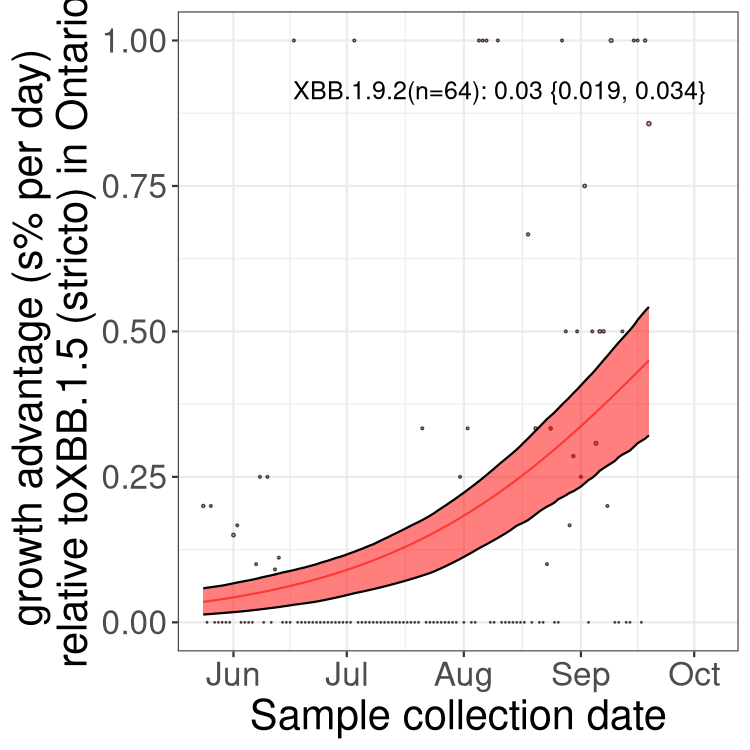 growth advantage (s% per day)
relative toXBB.1.5 (stricto) in Ontario
1.00
0.75
0.50
0.25
0.00
XBB.1.9.2(n=64): 0.03 {0.019, 0.034}
Jun Jul Aug Sep Oct
Sample collection date